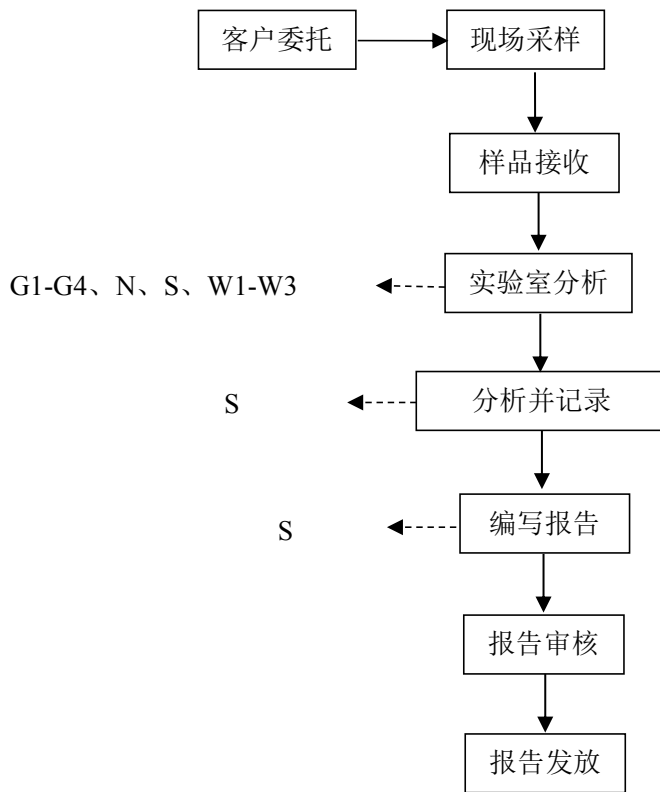 客户委托
现场采样
样品接收
G1-G4、N、S、W1-W3
实验室分析
S
分析并记录
S
编写报告
报告审核
报告发放